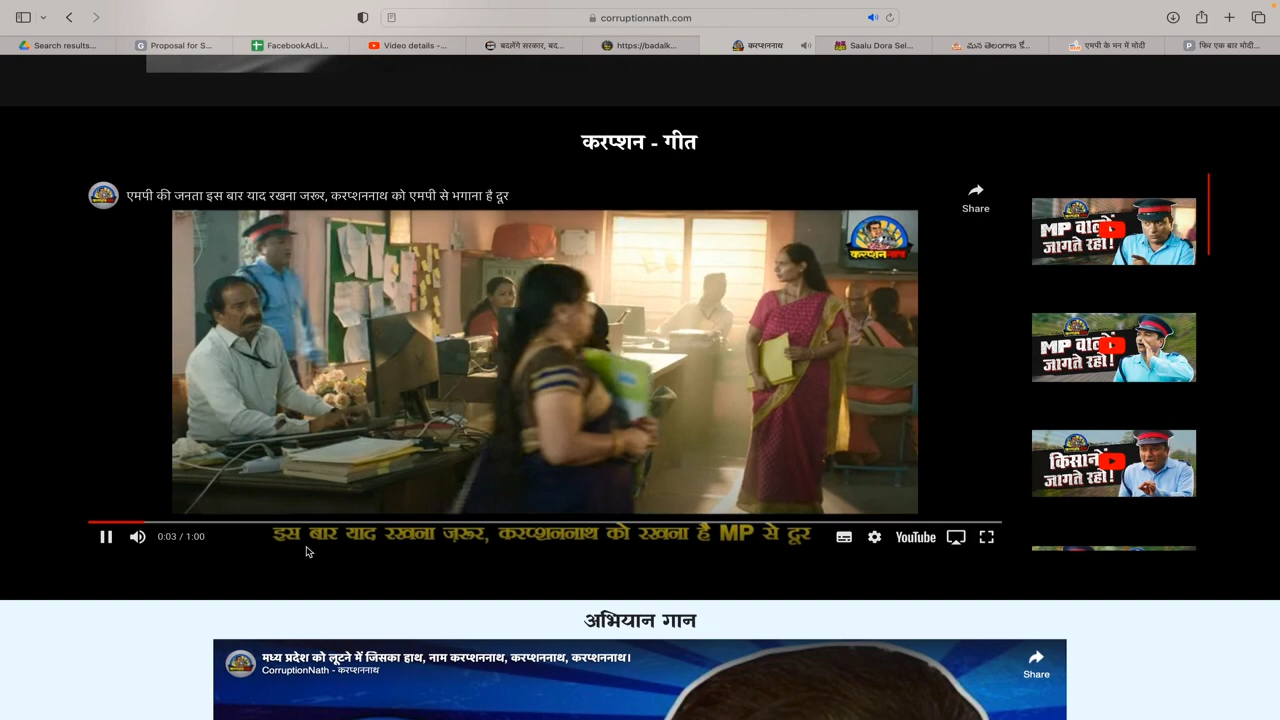 corruptionnath.com
Search results...
Proposal for S...
FacebookAdLi...
Video details -...
बदलेंगे सरकार, बद...
https://badalk...
करप्शननाथ
Saalu Dora Sel...
మన తెలంగాణ కే...
एमपी के मन में मोदी
फिर एक बार मोदी...
करप्शन - गीत
एमपी की जनता इस बार याद रखना जरूर, करप्शननाथ को एमपी से भगाना है दूर
Share
करप्शननाथ
MP वालों
जागते रहो!
MP वालों
जागते रहो!
किसानों
जागते रहो!
0:03 / 1:00
इस बार याद रखना ज़रूर, करप्शननाथ को रखना है MP से दूर
YouTube
अभियान गान
मध्य प्रदेश को लूटने में जिसका हाथ, नाम करप्शननाथ, करप्शननाथ, करप्शननाथ।
CorruptionNath - करप्शननाथ
Share